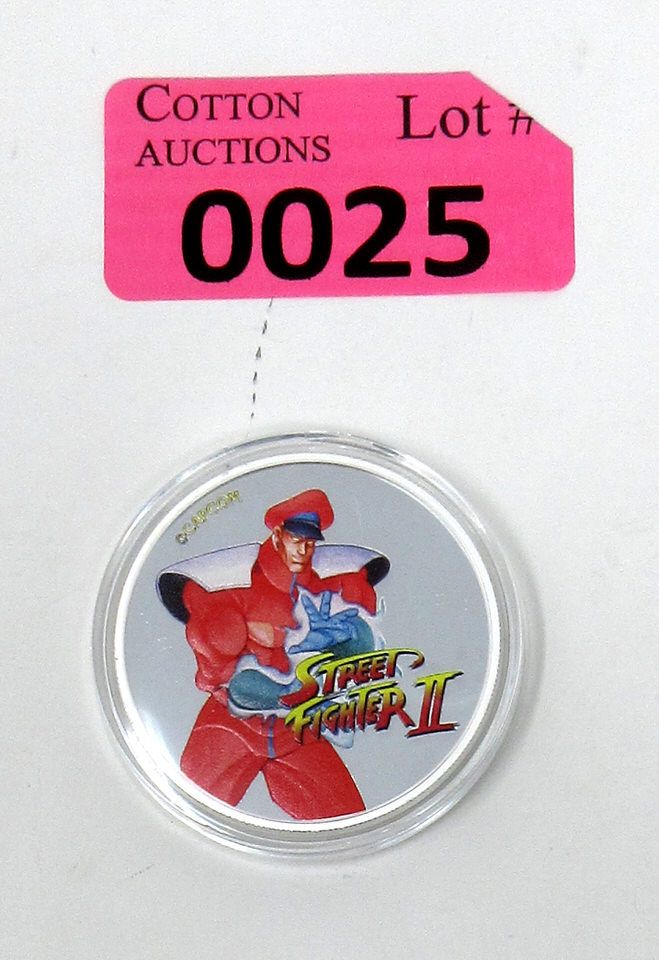 COTTON
AUCTIONS
Lot #
0025
©CAPCOM
STREET
FIGHTER II